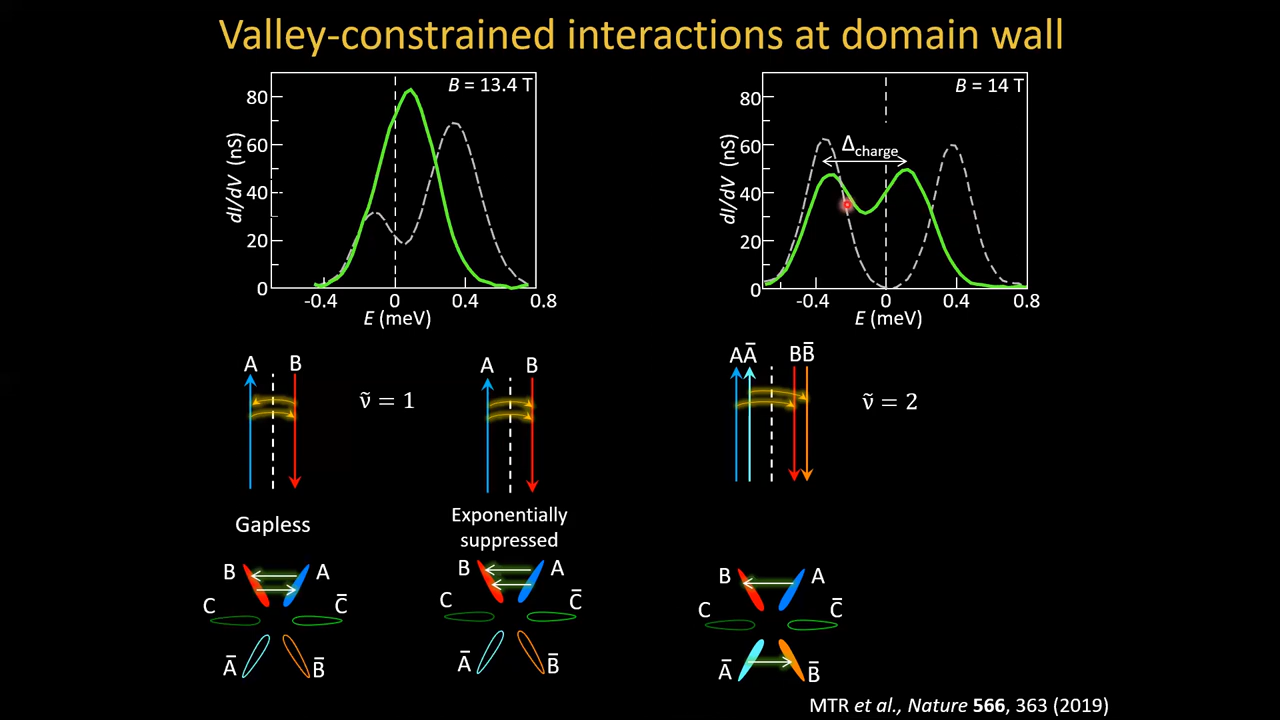 Valley-constrained interactions at domain wall
B = 13.4 T
80
60
40
20
0
dI/dV (nS)
-0.4
0
0.4
0.8
E (meV)
B = 14 T
Δcharge
80
60
40
20
0
dI/dV (nS)
-0.4
0
0.4
0.8
E (meV)
A B
ν̃ = 1
A B
A Ā B B̄
ν̃ = 2
Gapless
Exponentially
suppressed
B A
C C̄
Ā B̄
B A
C C̄
Ā B̄
B A
C C̄
Ā B̄
MTR et al., Nature 566, 363 (2019)